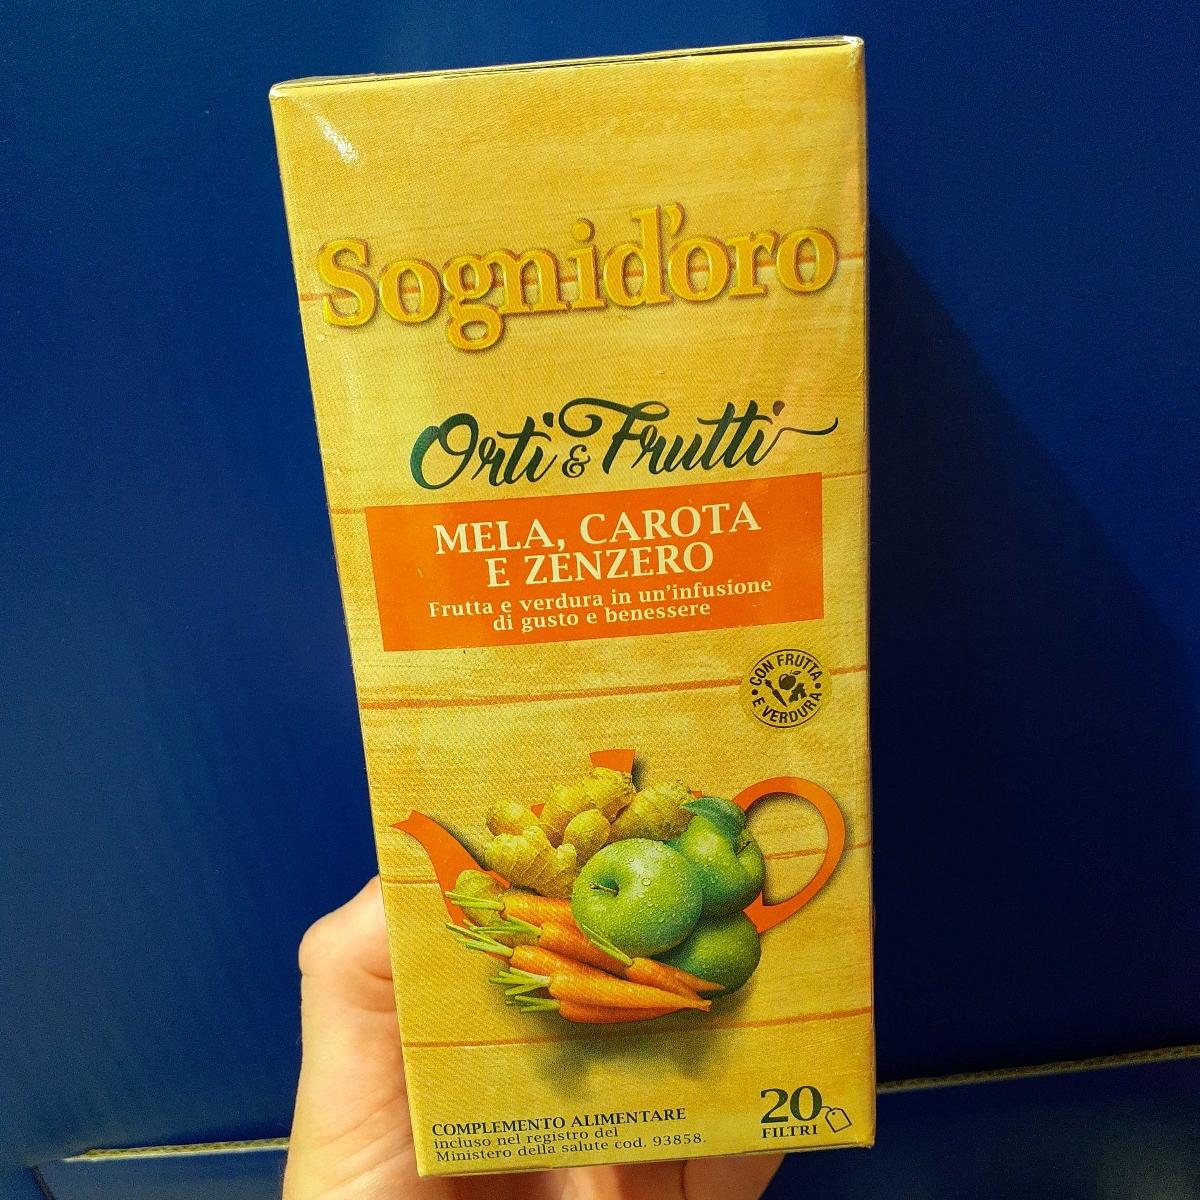 Sognid'oro
Orti & Frutti
MELA, CAROTA
E ZENZERO
Frutta e verdura in un'infusione
di gusto e benessere
CON FRUTTA
E VERDURA
COMPLEMENTO ALIMENTARE
incluso nel registro del
Ministero della salute cod. 93858.
20
FILTRI